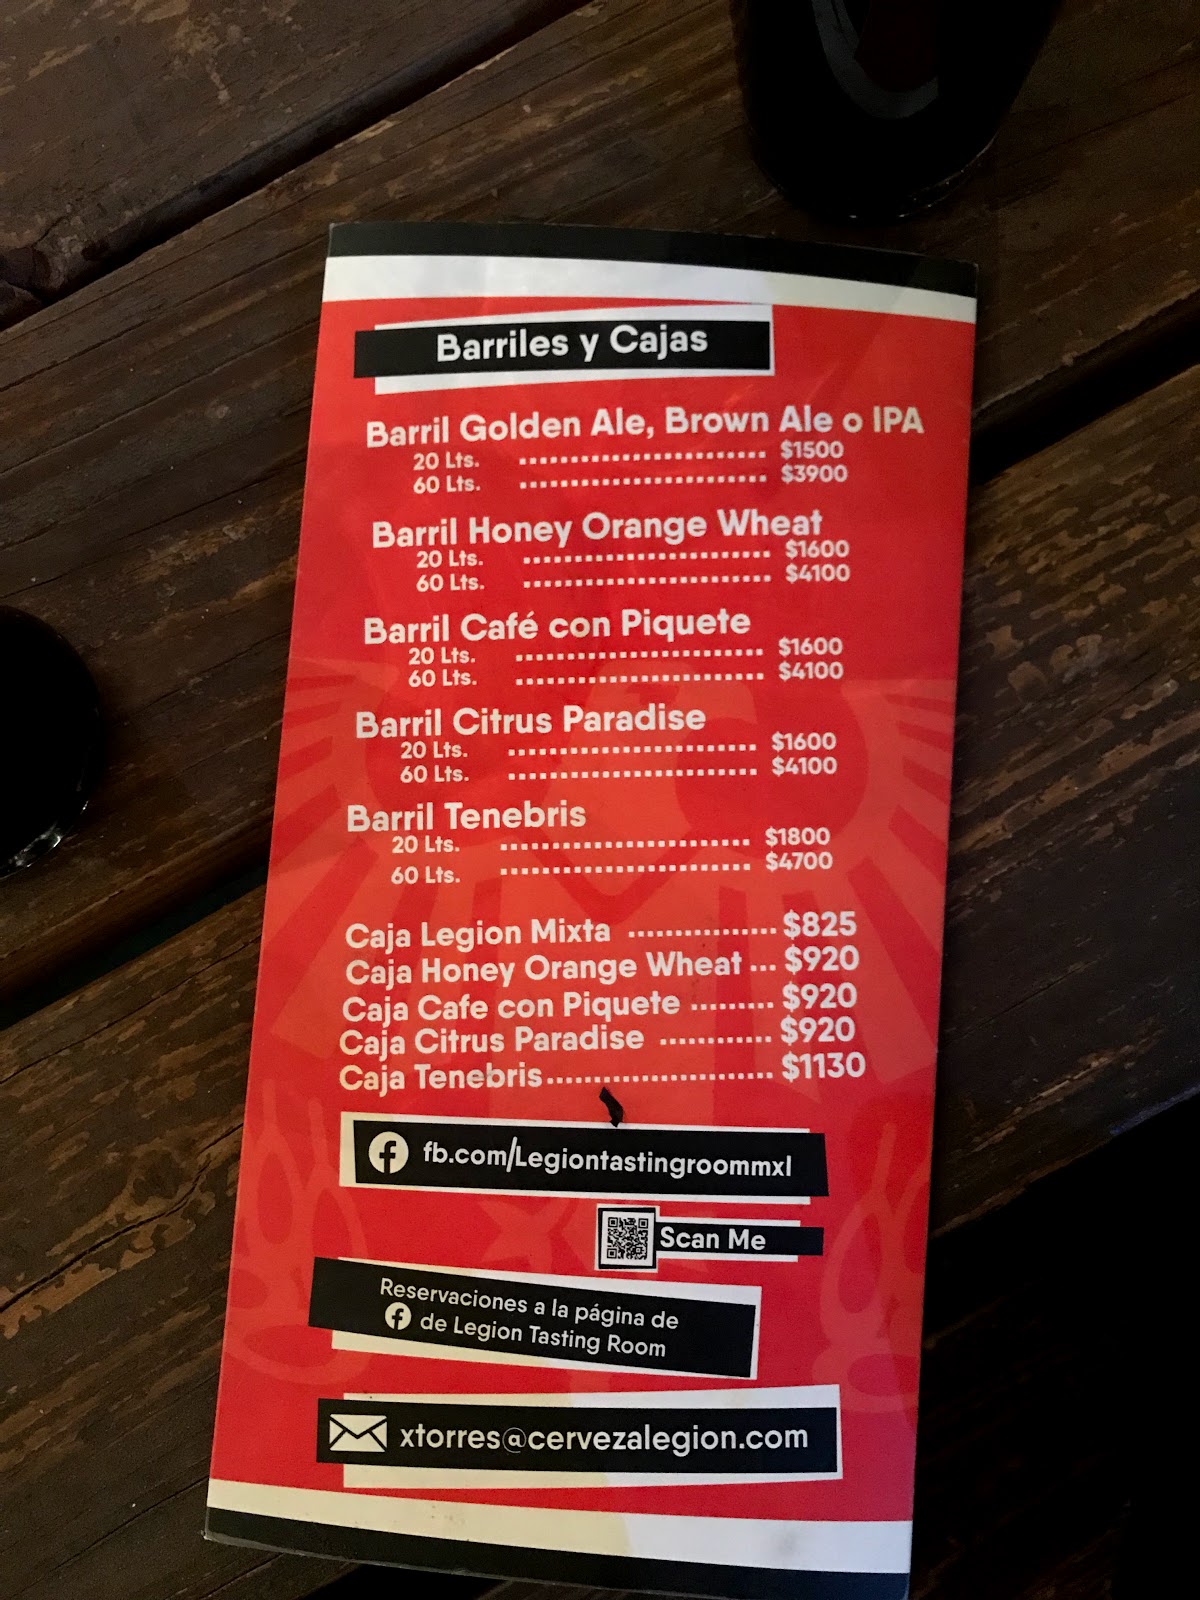 Barriles y Cajas
Barril Golden Ale, Brown Ale o IPA
20 Lts. ........................ $1500
60 Lts. ........................ $3900
Barril Honey Orange Wheat
20 Lts. ........................ $1600
60 Lts. ........................ $4100
Barril Café con Piquete
20 Lts. ........................ $1600
60 Lts. ........................ $4100
Barril Citrus Paradise
20 Lts. ........................ $1600
60 Lts. ........................ $4100
Barril Tenebris
20 Lts. ........................ $1800
60 Lts. ........................ $4700
Caja Legion Mixta ................ $825
Caja Honey Orange Wheat ... $920
Caja Cafe con Piquete ......... $920
Caja Citrus Paradise ............ $920
Caja Tenebris........................ $1130
fb.com/Legiontastingroommxl
Scan Me
Reservaciones a la página de
de Legion Tasting Room
xtorres@cervezalegion.com